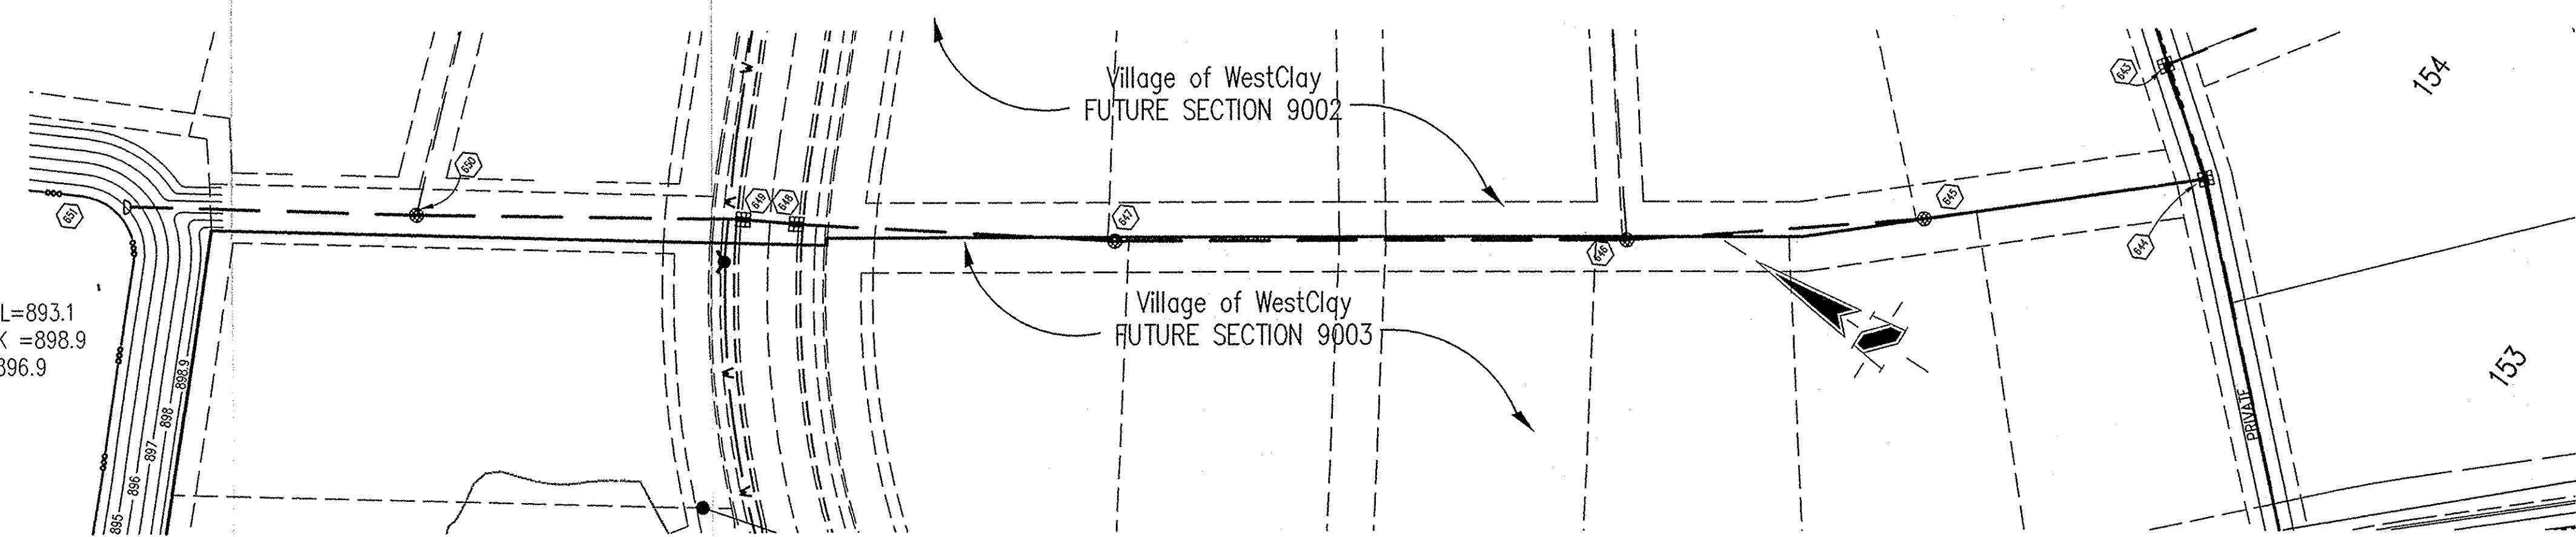 Village of WestClay
FUTURE SECTION 9002
643
154
650
649
648
647
645
651
646
644
Village of WestClay
FUTURE SECTION 9003
L=893.1
K =898.9
896.9
898.9
898
897
896
895
W
W
W
W
PRIVATE
153